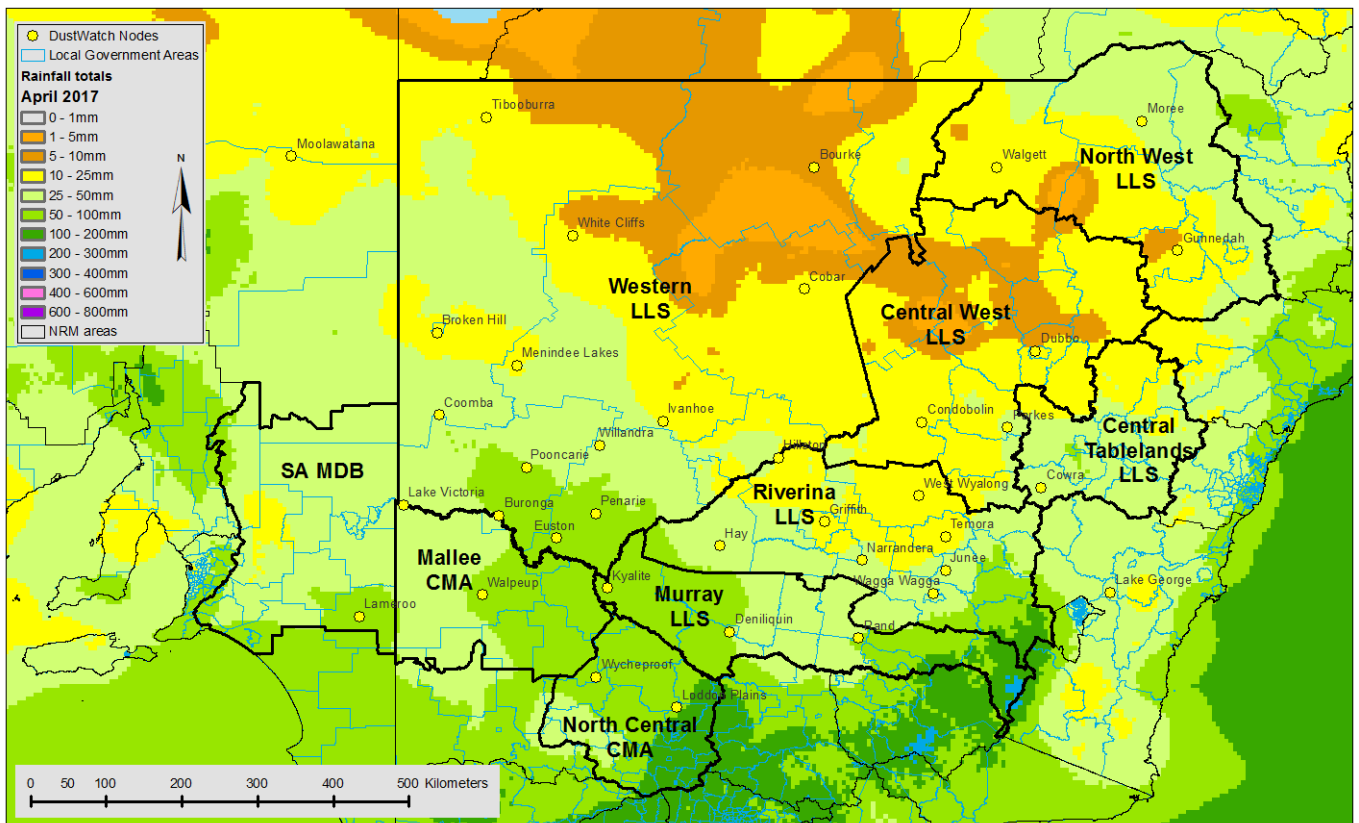 DustWatch Nodes
Local Government Areas
Rainfall totals
April 2017
0 - 1mm
1 - 5mm
5 - 10mm
10 - 25mm
25 - 50mm
50 - 100mm
100 - 200mm
200 - 300mm
300 - 400mm
400 - 600mm
600 - 800mm
NRM areas
N
Tibooburra
Moree
Moolawatana
Bourke
Walgett
North West
LLS
White Cliffs
Gunnedah
Cobar
Western
LLS
Central West
LLS
Broken Hill
Dubbo
Menindee Lakes
Coomba
Ivanhoe
Condobolin
Parkes
Central
Tablelands
LLS
Willandra
Hillston
Pooncarie
SA MDB
Lake Victoria
Buronga
Penarie
Riverina
LLS
West Wyalong
Cowra
Euston
Griffith
Temora
Hay
Narrandera
Junee
Mallee
CMA
Walpeup
Kyalite
Murray
LLS
Wagga Wagga
Lake George
Lameroo
Deniliquin
Rand
Wycheproof
Loddon Plains
North Central
CMA
0 50 100 200 300 400 500 Kilometers